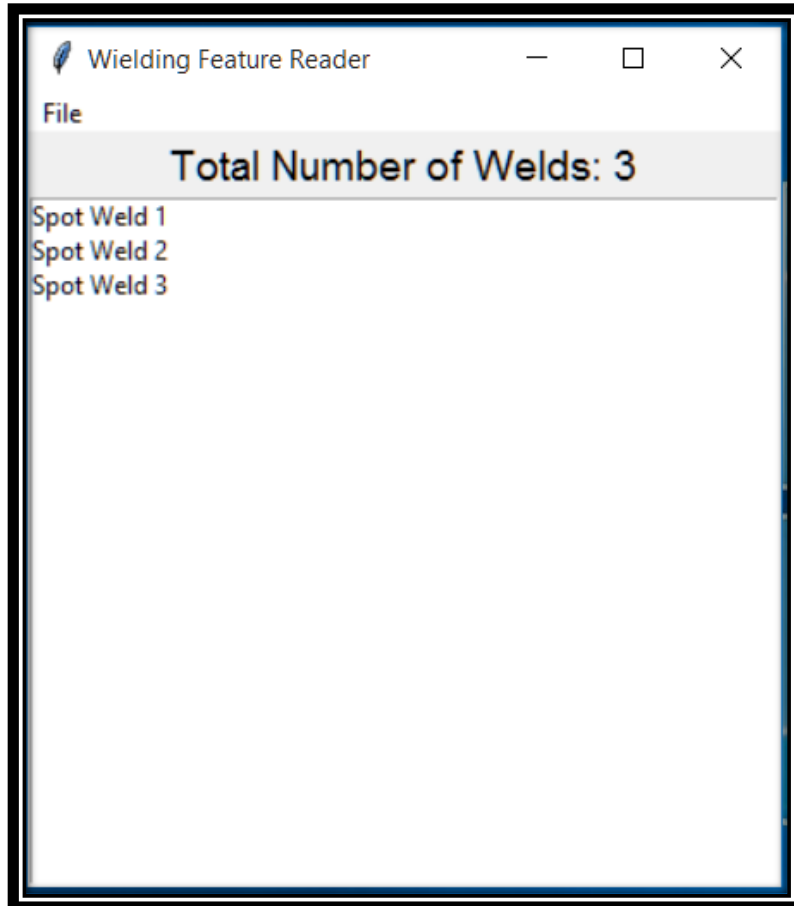 Wielding Feature Reader
File
Total Number of Welds: 3
Spot Weld 1
Spot Weld 2
Spot Weld 3